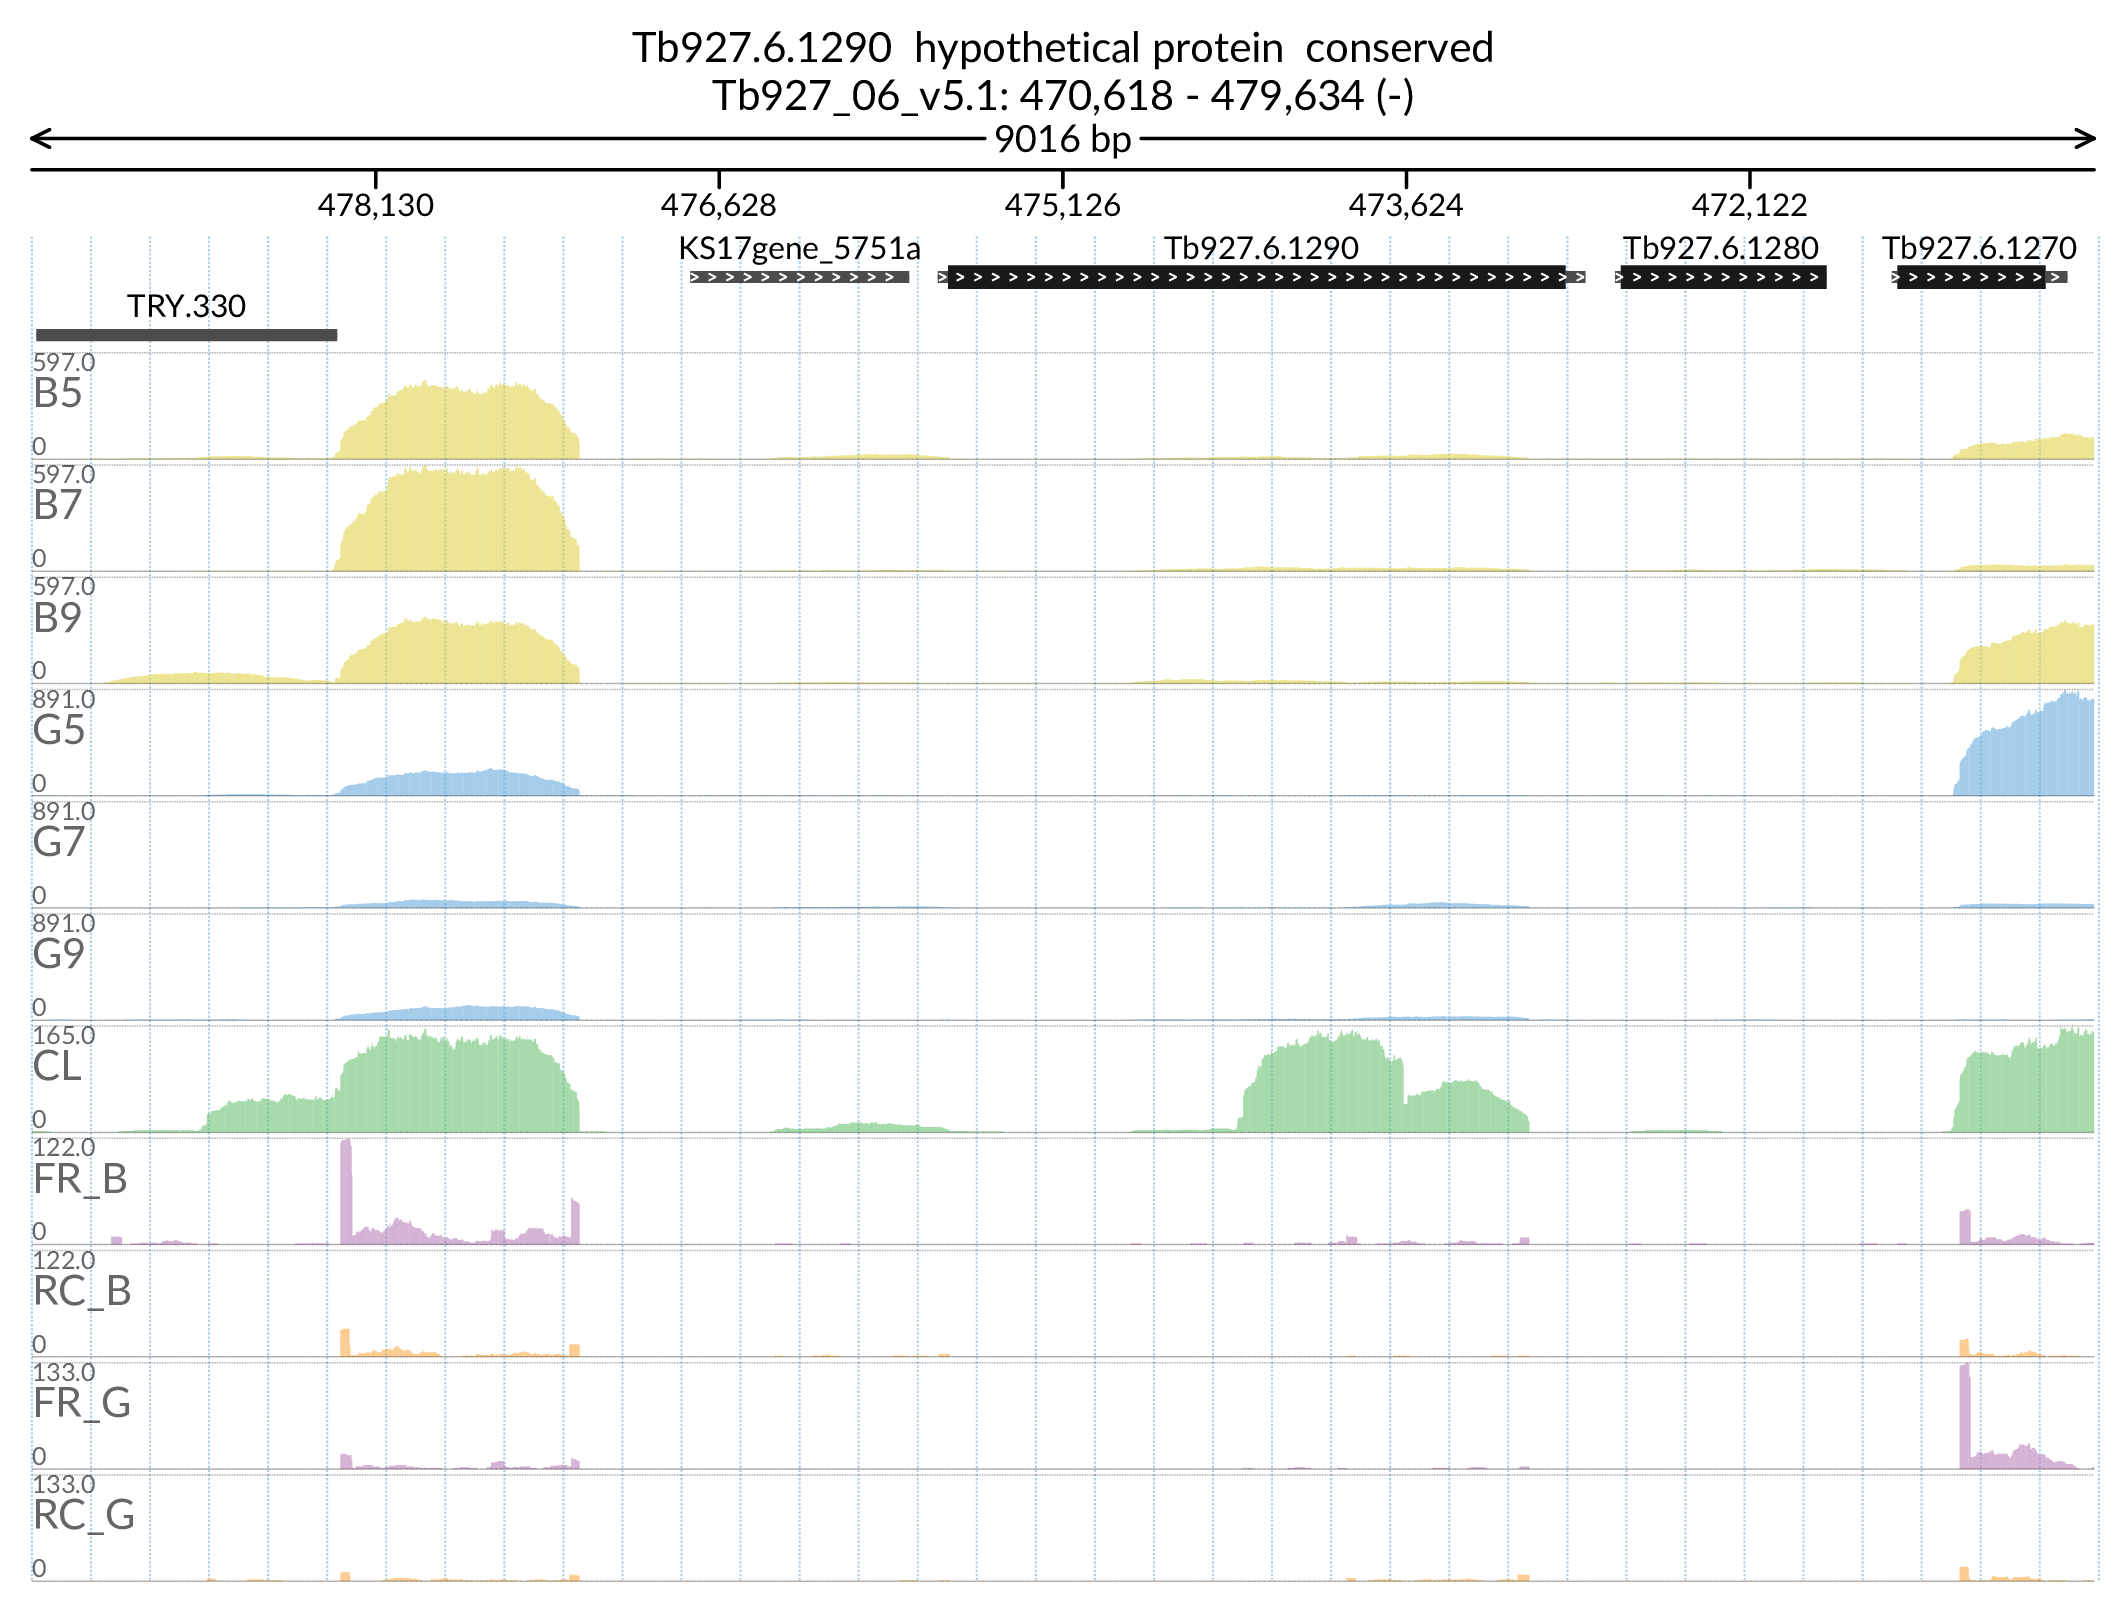 Tb927.6.1290  hypothetical protein  conserved
Tb927_06_v5.1: 470,618 - 479,634 (-)
9016 bp
478,130 476,628 475,126 473,624 472,122
KS17gene_5751a Tb927.6.1290 Tb927.6.1280 Tb927.6.1270
TRY.330
597.0
B5
0
597.0
B7
0
597.0
B9
0
891.0
G5
0
891.0
G7
0
891.0
G9
0
165.0
CL
0
122.0
FR_B
0
122.0
RC_B
0
133.0
FR_G
0
133.0
RC_G
0